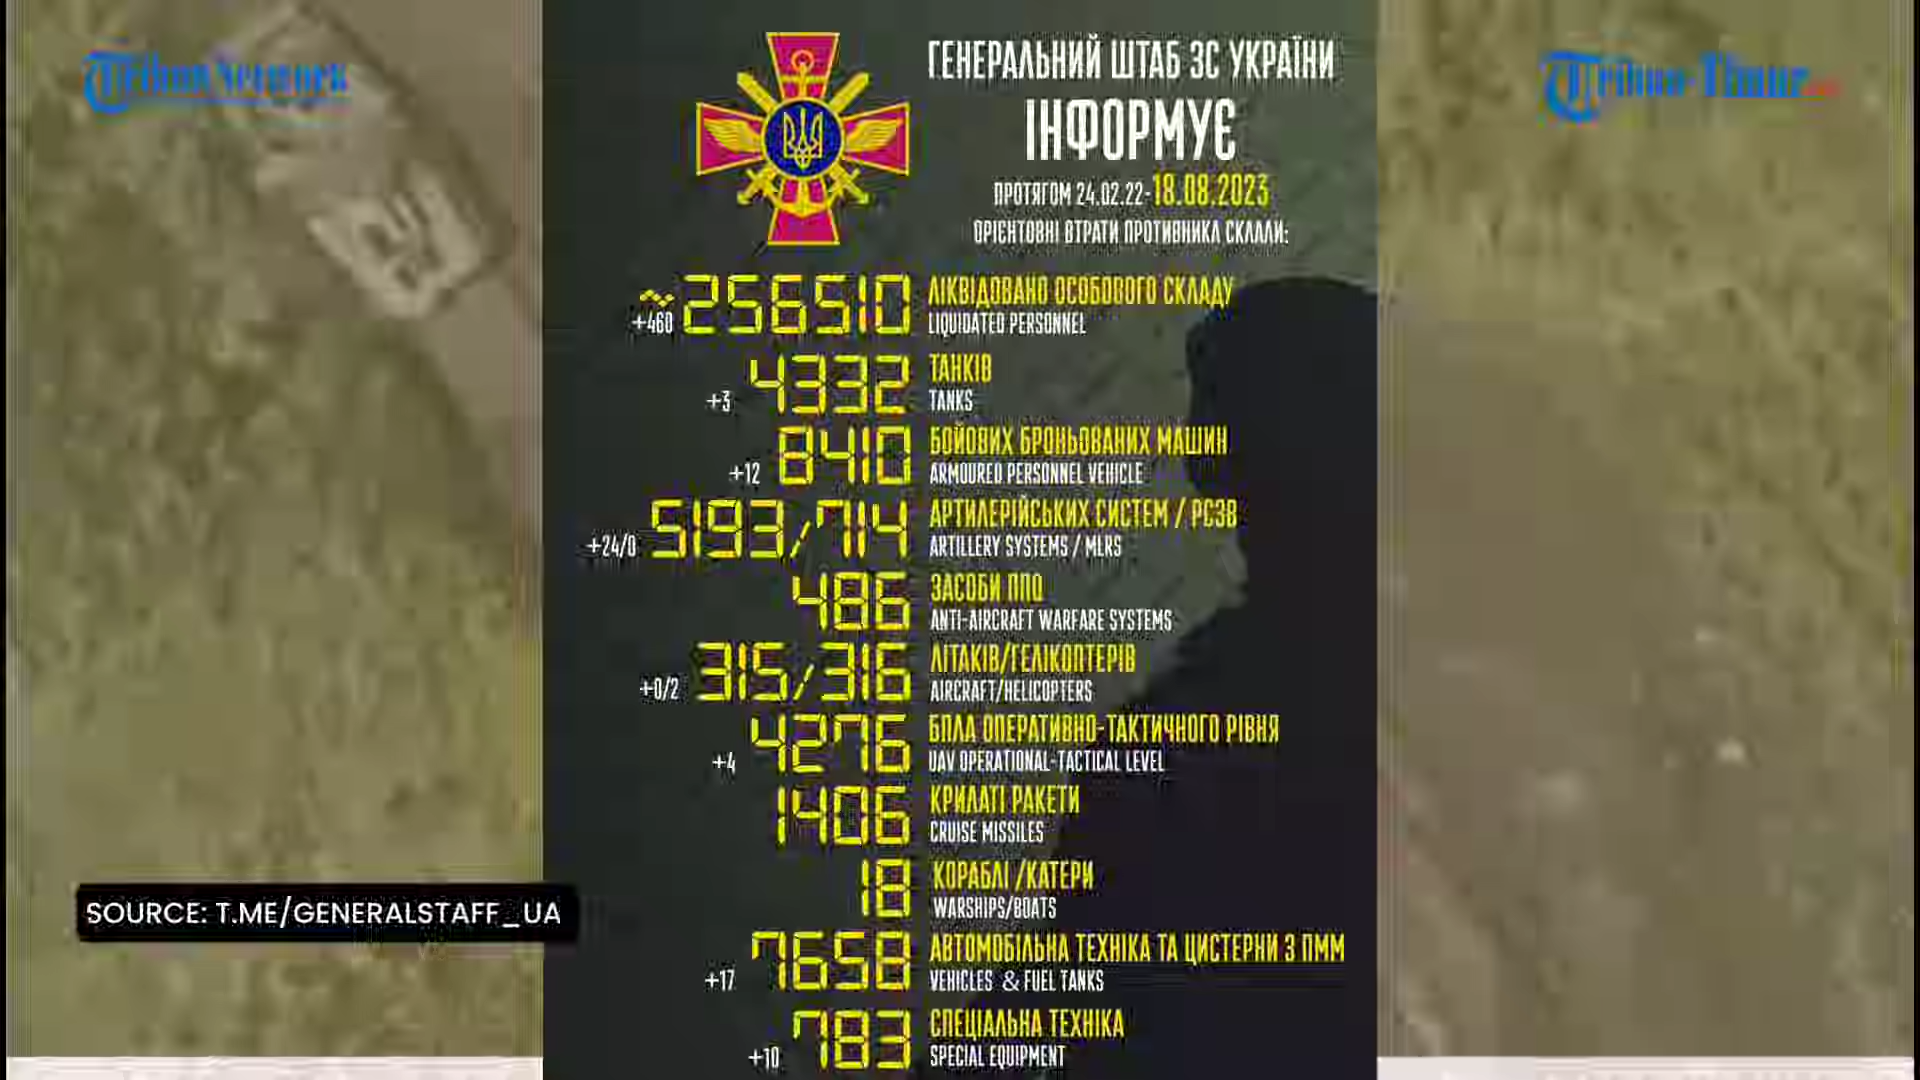 Tribun Network
Tribun-Timur.com
ГЕНЕРАЛЬНИЙ ШТАБ ЗС УКРАЇНИ
ІНФОРМУЄ
ПРОТЯГОМ 24.02.22-18.08.2023
ОРІЄНТОВНІ ВТРАТИ ПРОТИВНИКА СКЛАЛИ:
+460 ~256510 ЛІКВІДОВАНО ОСОБОВОГО СКЛАДУ
LIQUIDATED PERSONNEL
+3 4332 ТАНКІВ
TANKS
+12 8410 БОЙОВИХ БРОНЬОВАНИХ МАШИН
ARMOURED PERSONNEL VEHICLE
+24/0 5193/714 АРТИЛЕРІЙСЬКИХ СИСТЕМ / РСЗВ
ARTILLERY SYSTEMS / MLRS
486 ЗАСОБИ ППО
ANTI-AIRCRAFT WARFARE SYSTEMS
+0/2 315/316 ЛІТАКІВ/ГЕЛІКОПТЕРІВ
AIRCRAFT/HELICOPTERS
+4 4276 БПЛА ОПЕРАТИВНО-ТАКТИЧНОГО РІВНЯ
UAV OPERATIONAL-TACTICAL LEVEL
1406 КРИЛАТІ РАКЕТИ
CRUISE MISSILES
18 КОРАБЛІ /КАТЕРИ
WARSHIPS/BOATS
+17 7658 АВТОМОБІЛЬНА ТЕХНІКА ТА ЦИСТЕРНИ З ПММ
VEHICLES & FUEL TANKS
+10 783 СПЕЦІАЛЬНА ТЕХНІКА
SPECIAL EQUIPMENT
SOURCE: T.ME/GENERALSTAFF_UA